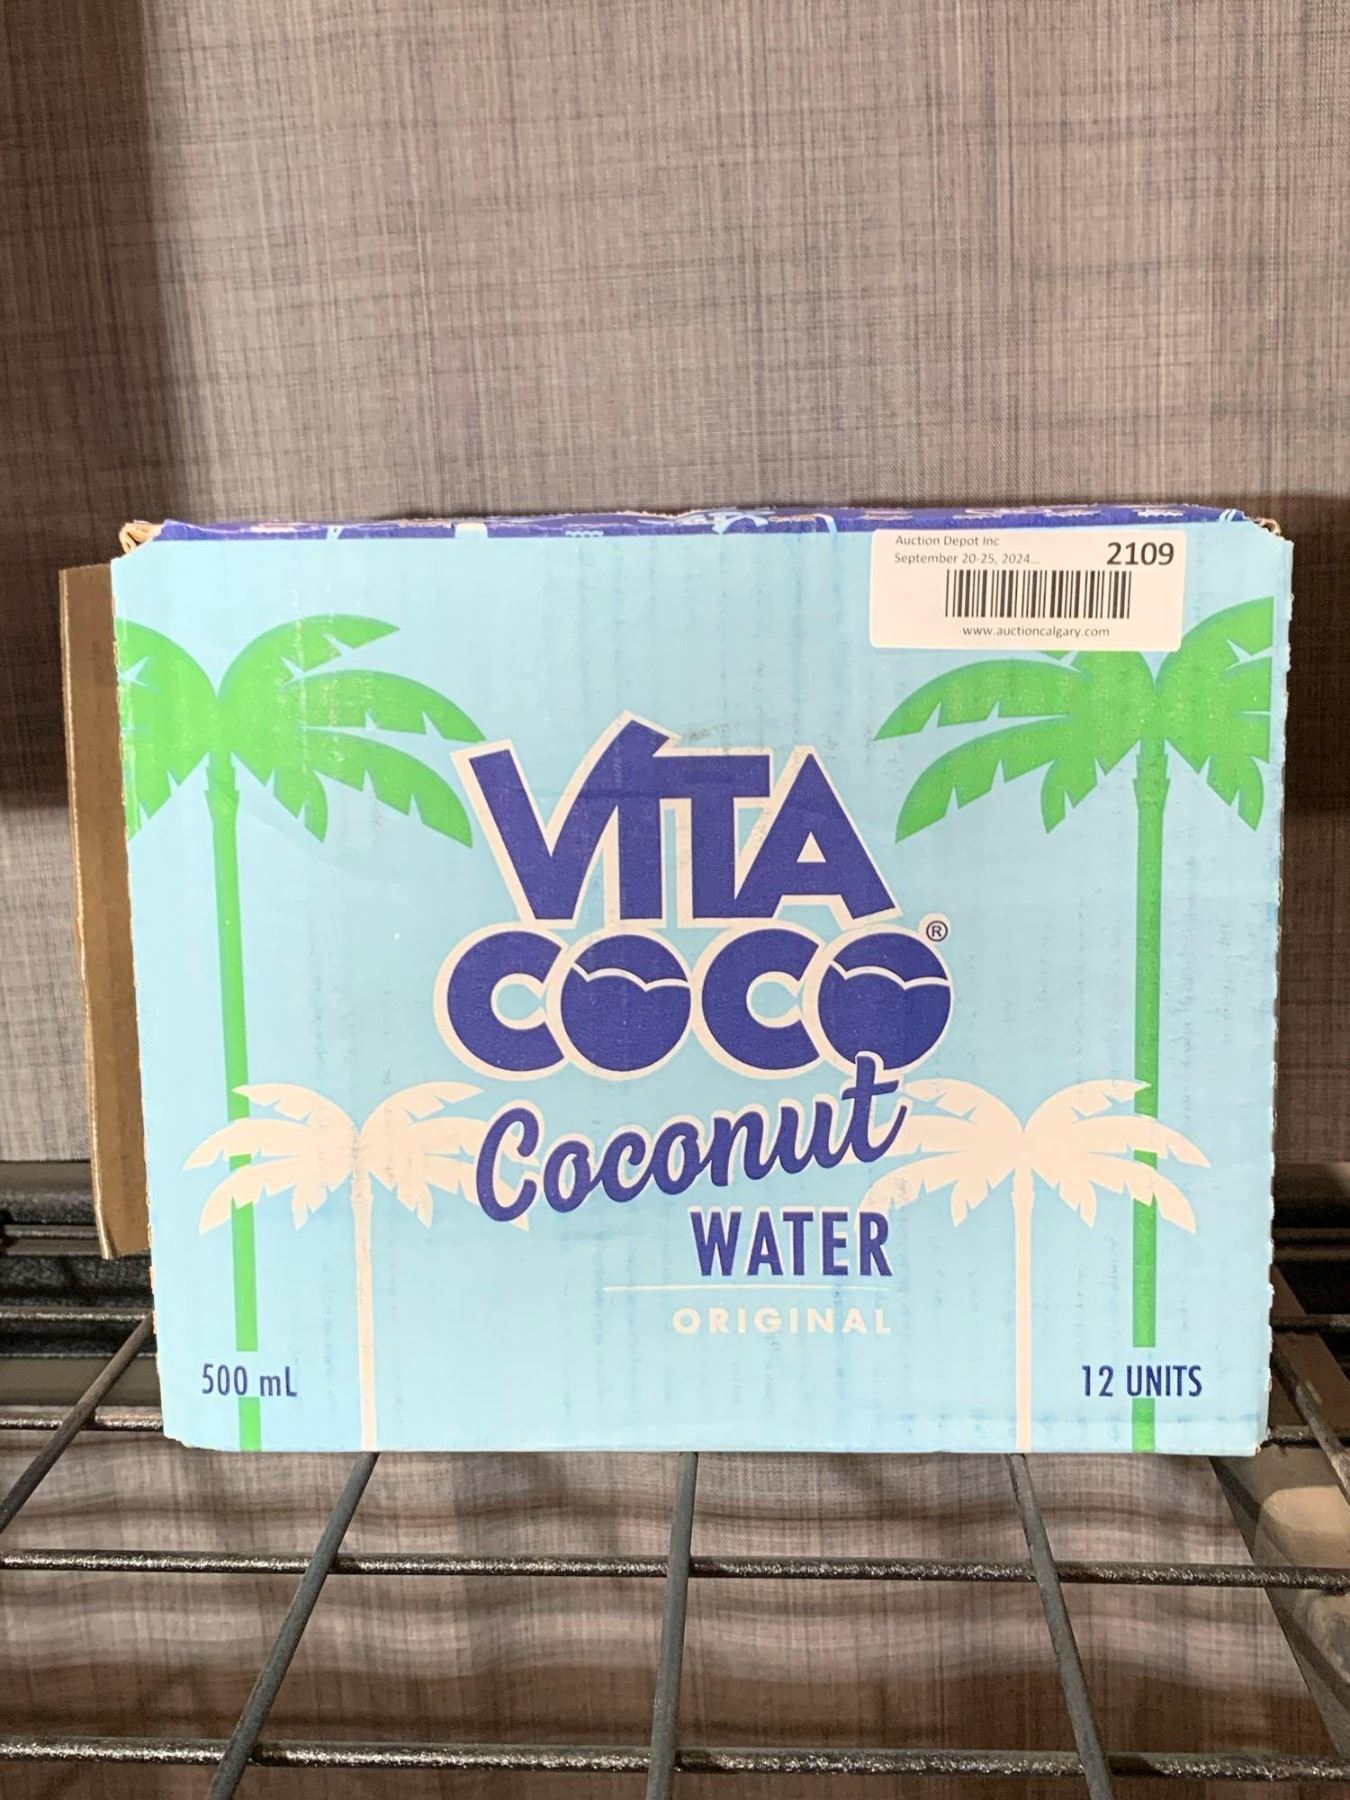 Auction Depot Inc
September 20-25, 2024...
2109
www.auctioncalgary.com
VITA
COCO®
Coconut
WATER
ORIGINAL
500 mL
12 UNITS